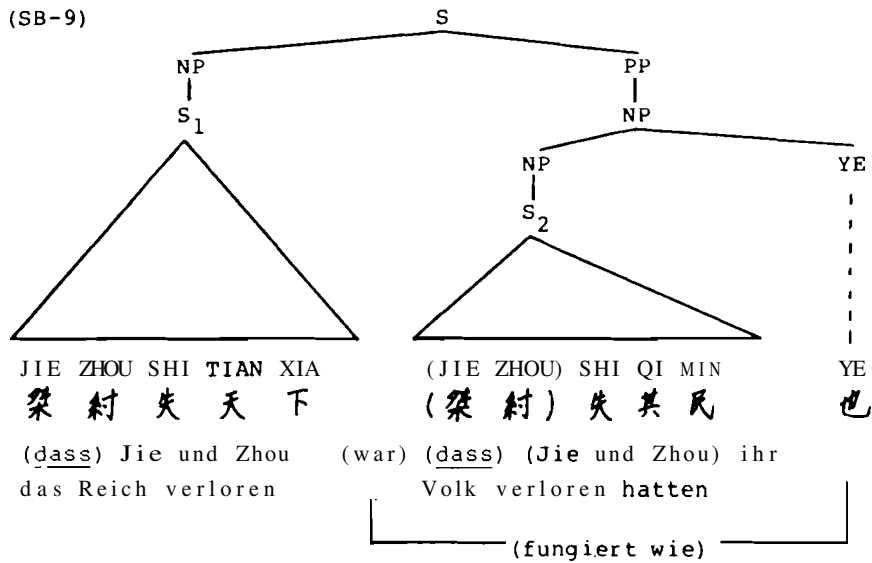 (SB-9)
S
NP PP
S1 NP
NP YE
S2
JIE ZHOU SHI TIAN XIA (JIE ZHOU) SHI QI MIN YE
桀 紂 失 天 下 (桀 紂) 失 其 民 也
(dass) Jie und Zhou (war) (dass) (Jie und Zhou) ihr
das Reich verloren Volk verloren hatten
(fungiert wie)